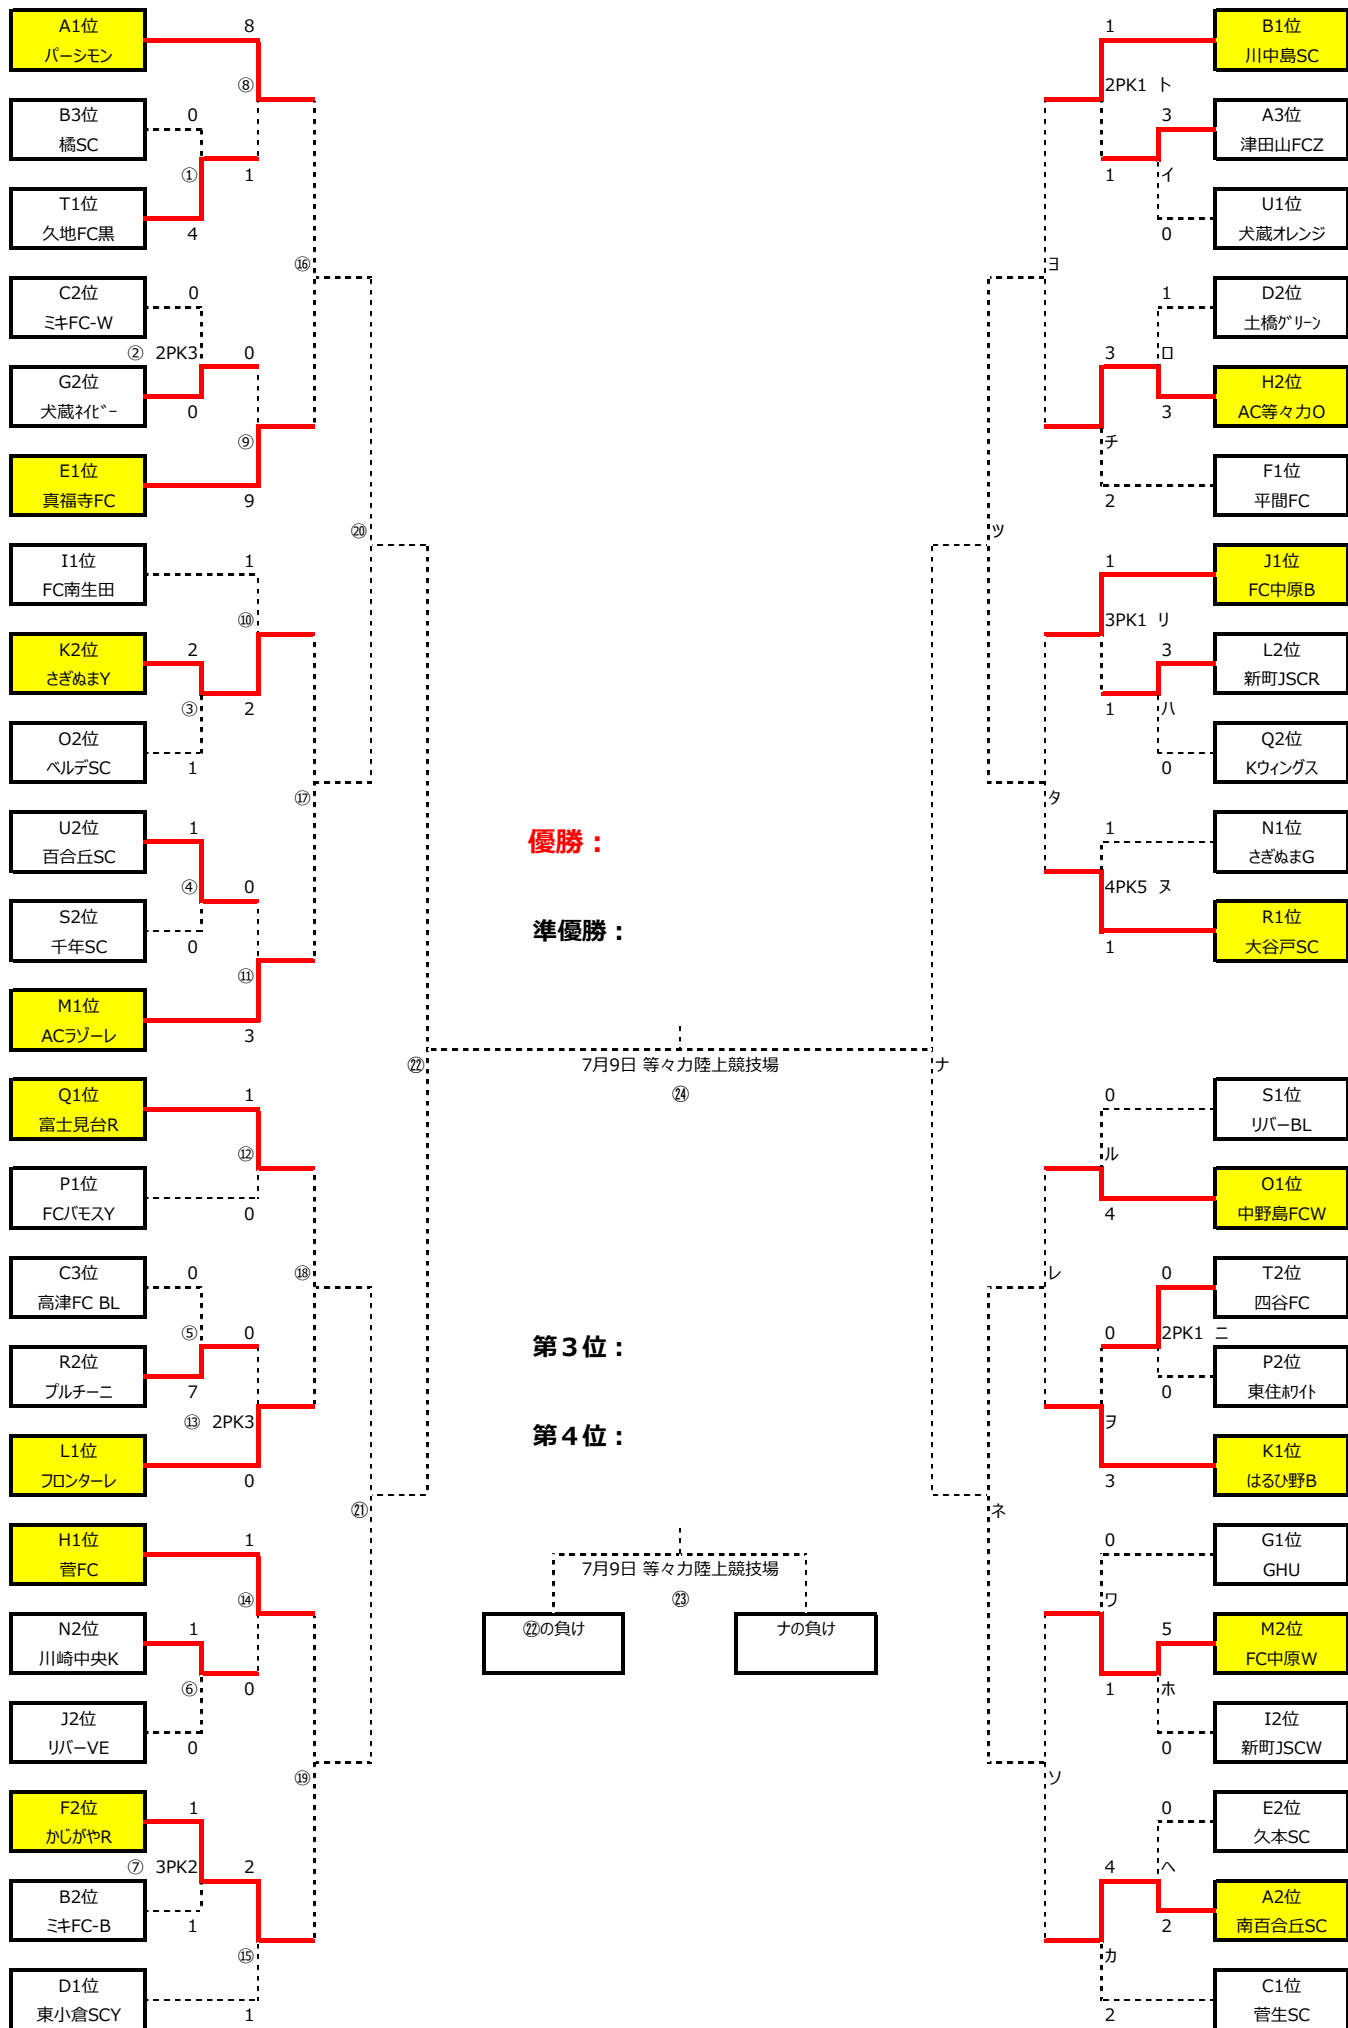 A1位
パーシモン
8
⑧
B3位
橘SC
0
①
1
T1位
久地FC黒
4
⑯
C2位
ミキFC-W
0
② 2PK3
0
G2位
犬蔵ネイビー
0
⑨
E1位
真福寺FC
9
⑳
I1位
FC南生田
1
⑩
K2位
さぎぬまY
2
③
2
O2位
ベルデSC
1
⑰
U2位
百合丘SC
1
④
0
S2位
千年SC
0
⑪
M1位
ACラゾーレ
3
㉒
Q1位
富士見台R
1
⑫
P1位
FCバモスY
0
⑱
C3位
高津FC BL
0
⑤
0
R2位
プルチーニ
7
⑬ 2PK3
L1位
フロンターレ
0
㉑
H1位
菅FC
1
⑭
N2位
川崎中央K
1
⑥
0
J2位
リバーVE
0
⑲
F2位
かじがやR
1
⑦ 3PK2
2
B2位
ミキFC-B
1
⑮
D1位
東小倉SCY
1
優勝：
準優勝：
7月9日 等々力陸上競技場
㉔
第３位：
第４位：
7月9日 等々力陸上競技場
㉓
㉒の負け
ナの負け
1
B1位
川中島SC
2PK1 ト
3
A3位
津田山FCZ
1
イ
U1位
犬蔵オレンジ
0
ヨ
1
D2位
土橋グリーン
3
ロ
H2位
AC等々力O
3
チ
F1位
平間FC
2
ツ
1
J1位
FC中原B
3PK1 リ
3
L2位
新町JSCR
1
ハ
Q2位
Kウィングス
0
タ
1
N1位
さぎぬまG
4PK5 ヌ
R1位
大谷戸SC
1
ナ
0
S1位
リバーBL
ル
O1位
中野島FCW
4
レ
0
T2位
四谷FC
0
2PK1 ニ
P2位
東住ホワイト
0
ヲ
K1位
はるひ野B
3
ネ
0
G1位
GHU
ワ
5
M2位
FC中原W
1
ホ
I2位
新町JSCW
0
ソ
0
E2位
久本SC
4
ヘ
A2位
南百合丘SC
2
カ
C1位
菅生SC
2